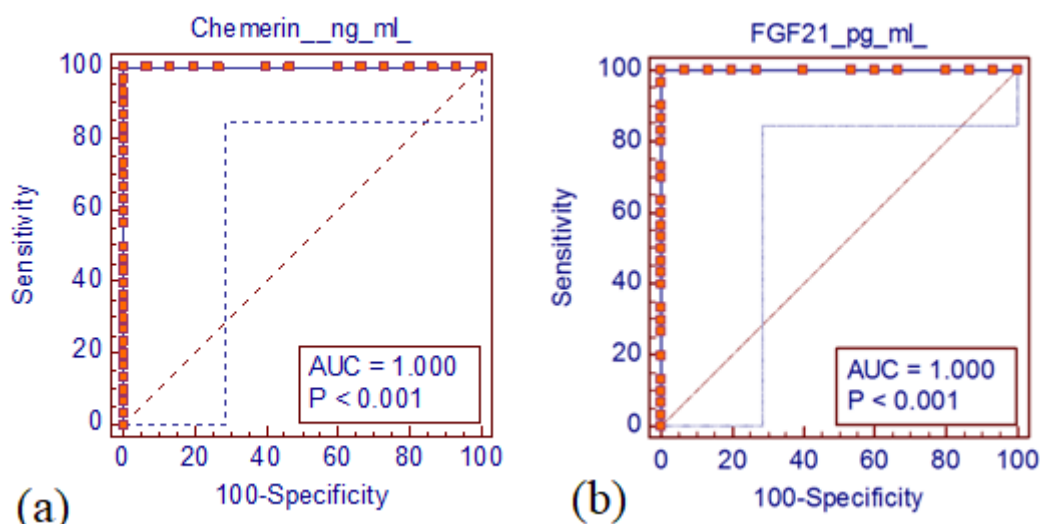 Chemerin__ng_ml_
100
80
60
40
20
0
Sensitivity
AUC = 1.000
P < 0.001
0 20 40 60 80 100
100-Specificity
(a)
FGF21_pg_ml_
100
80
60
40
20
0
Sensitivity
AUC = 1.000
P < 0.001
0 20 40 60 80 100
100-Specificity
(b)